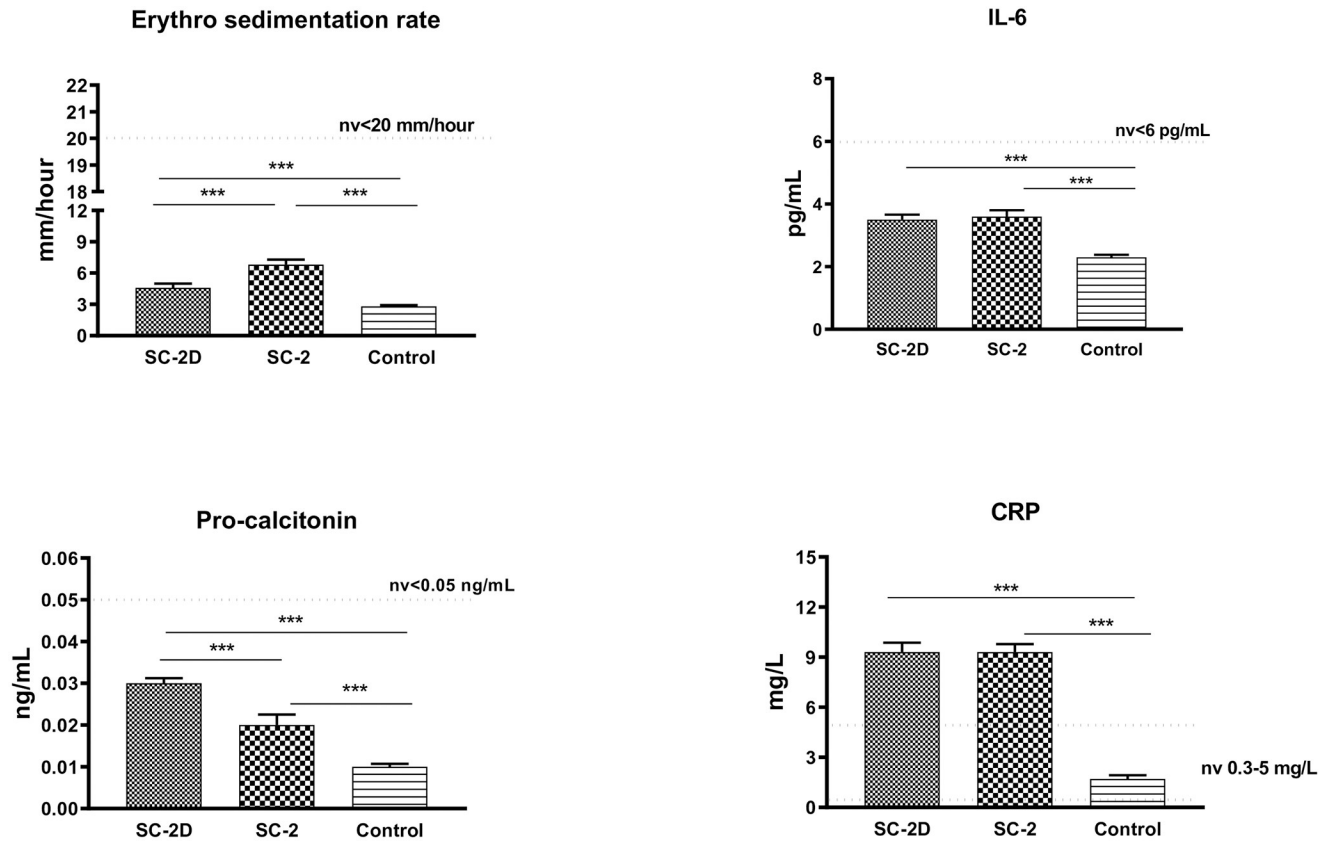 Erythro sedimentation rate
mm/hour
22
21
20
19
18
12
9
6
3
0
nv<20 mm/hour
***
*** ***
SC-2D SC-2 Control
IL-6
pg/mL
8
6
4
2
0
nv<6 pg/mL
***
***
SC-2D SC-2 Control
Pro-calcitonin
ng/mL
0.06
0.05
0.04
0.03
0.02
0.01
0.00
nv<0.05 ng/mL
***
***
***
SC-2D SC-2 Control
CRP
mg/L
15
12
9
6
3
0
***
***
nv 0.3-5 mg/L
SC-2D SC-2 Control